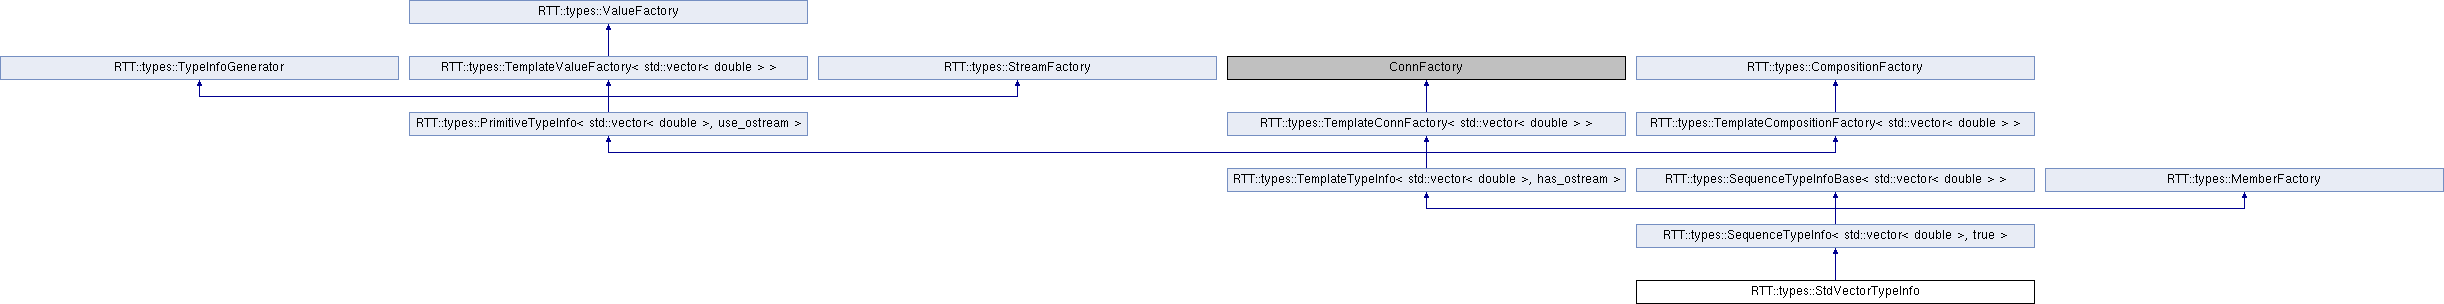 RTT::types::ValueFactory
RTT::types::TypeInfoGenerator
RTT::types::TemplateValueFactory< std::vector< double > >
RTT::types::StreamFactory
ConnFactory
RTT::types::CompositionFactory
RTT::types::PrimitiveTypeInfo< std::vector< double >, use_ostream >
RTT::types::TemplateConnFactory< std::vector< double > >
RTT::types::TemplateCompositionFactory< std::vector< double > >
RTT::types::TemplateTypeInfo< std::vector< double >, has_ostream >
RTT::types::SequenceTypeInfoBase< std::vector< double > >
RTT::types::MemberFactory
RTT::types::SequenceTypeInfo< std::vector< double >, true >
RTT::types::StdVectorTypeInfo